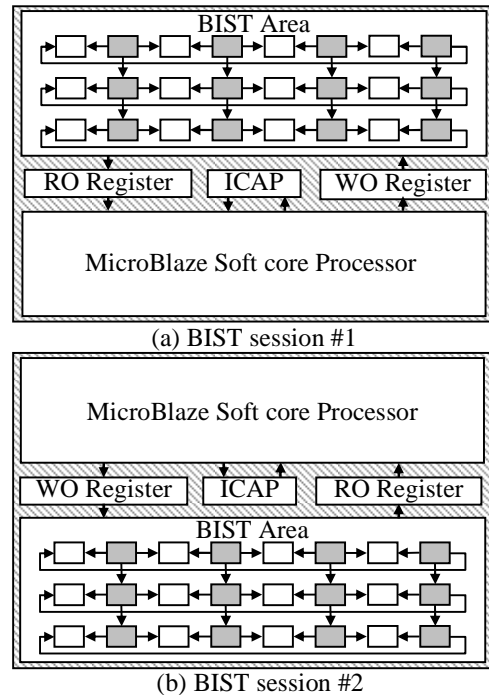 BIST Area
RO Register ICAP WO Register
MicroBlaze Soft core Processor
(a) BIST session #1
MicroBlaze Soft core Processor
WO Register ICAP RO Register
BIST Area
(b) BIST session #2